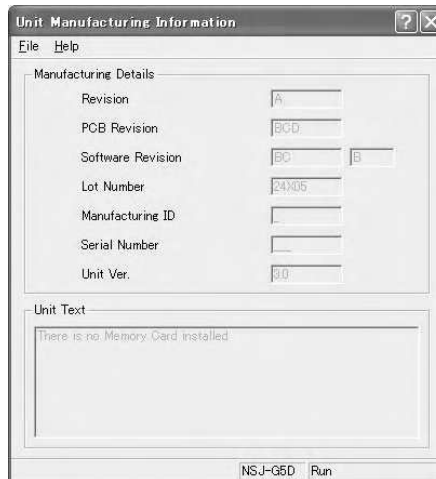 Unit Manufacturing Information
File Help
Manufacturing Details
Revision A
PCB Revision BCD
Software Revision BC B
Lot Number 24X05
Manufacturing ID _
Serial Number ___
Unit Ver. 3.0
Unit Text
There is no Memory Card installed
NSJ-G5D Run